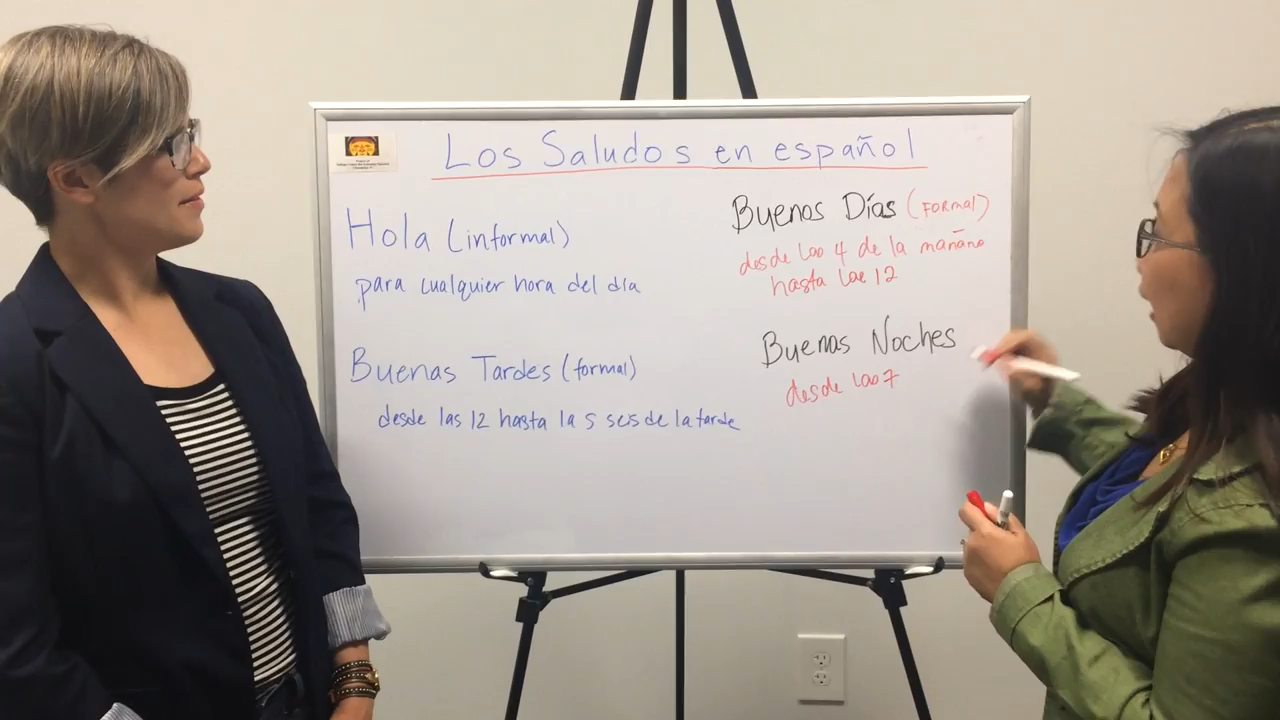 Los Saludos en español
Hola (informal)
para cualquier hora del día
Buenas Tardes (formal)
desde las 12 hasta la s seis de la tarde
Buenos Días (formal)
desde las 4 de la mañana
hasta las 12
Buenas Noches
desde las 7